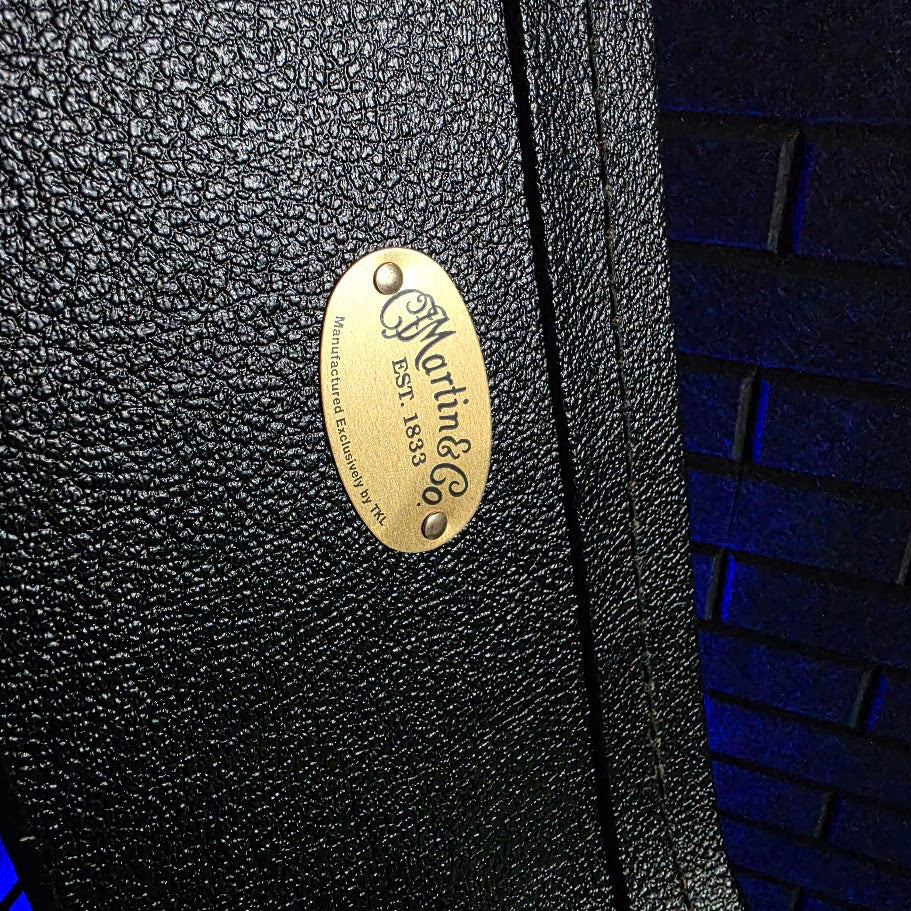 CFMartin & Co.
EST. 1833
Manufactured Exclusively by TKL